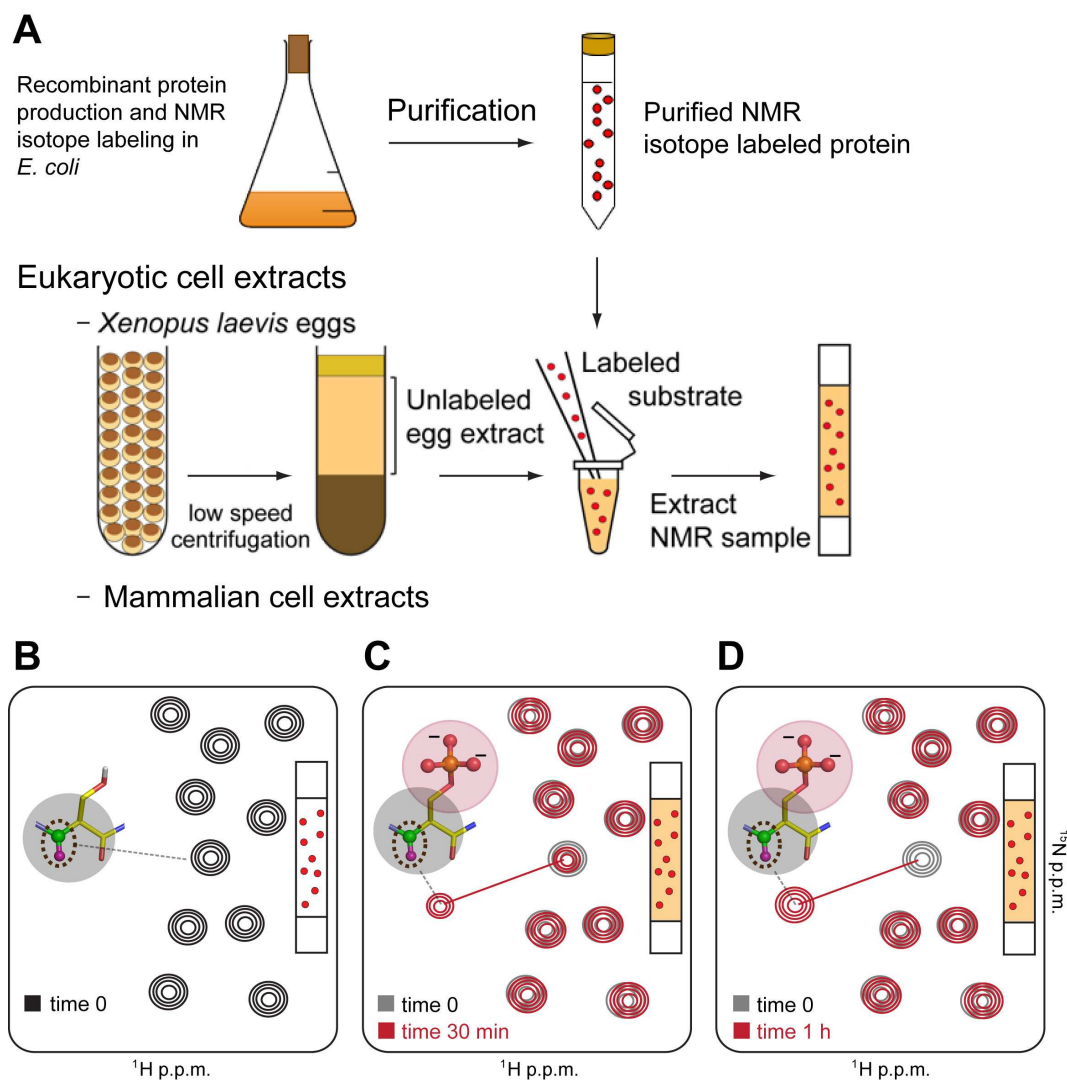 A
Recombinant protein
production and NMR
isotope labeling in
E. coli
Purification
Purified NMR
isotope labeled protein
Eukaryotic cell extracts
– Xenopus laevis eggs
low speed
centrifugation
Unlabeled
egg extract
Labeled
substrate
Extract
NMR sample
– Mammalian cell extracts
B
time 0
¹H p.p.m.
C
– –
time 0
time 30 min
D
– –
time 0
time 1 h
¹H p.p.m.
¹⁵N p.p.m.